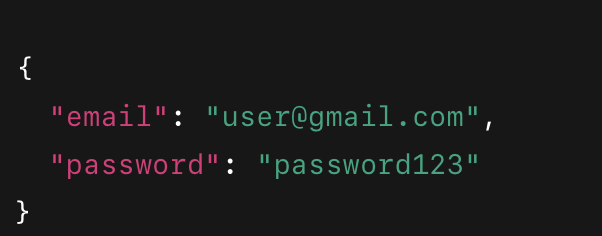 {
"email": "user@gmail.com",
"password": "password123"
}